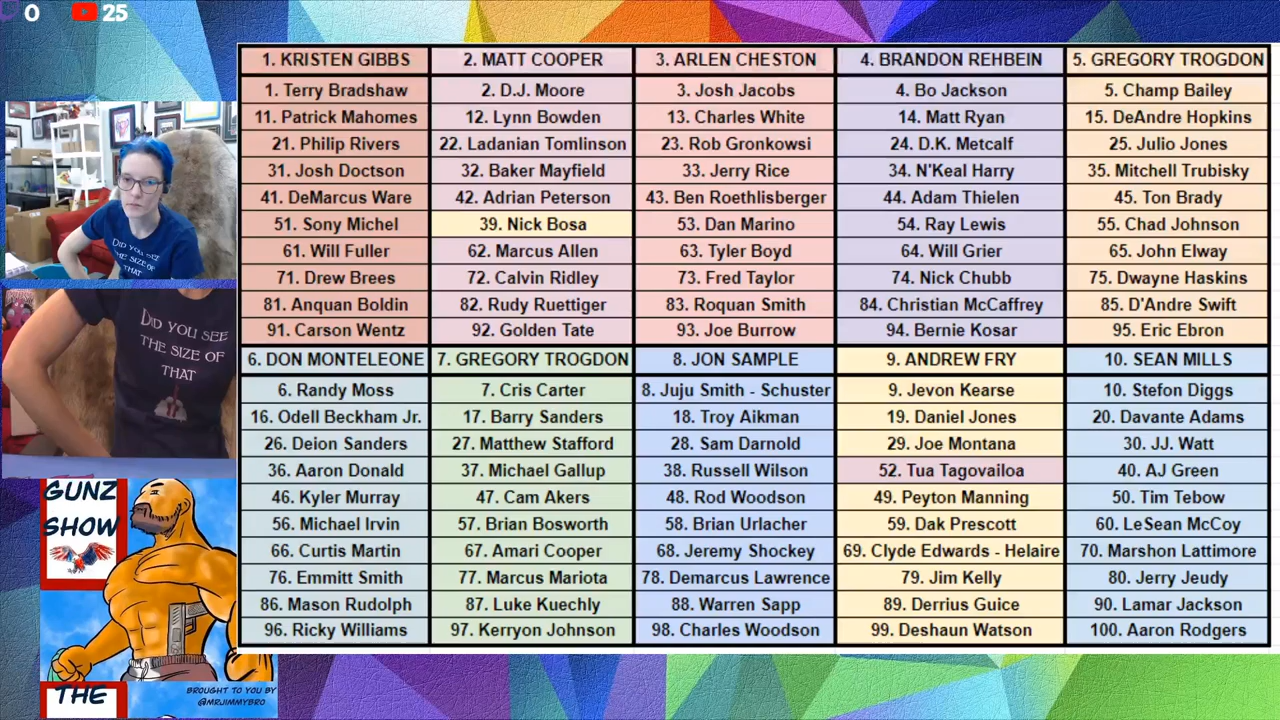 0 25
1. KRISTEN GIBBS 2. MATT COOPER 3. ARLEN CHESTON 4. BRANDON REHBEIN 5. GREGORY TROGDON
1. Terry Bradshaw 2. D.J. Moore 3. Josh Jacobs 4. Bo Jackson 5. Champ Bailey
11. Patrick Mahomes 12. Lynn Bowden 13. Charles White 14. Matt Ryan 15. DeAndre Hopkins
21. Philip Rivers 22. Ladanian Tomlinson 23. Rob Gronkowsi 24. D.K. Metcalf 25. Julio Jones
31. Josh Doctson 32. Baker Mayfield 33. Jerry Rice 34. N'Keal Harry 35. Mitchell Trubisky
41. DeMarcus Ware 42. Adrian Peterson 43. Ben Roethlisberger 44. Adam Thielen 45. Ton Brady
51. Sony Michel 39. Nick Bosa 53. Dan Marino 54. Ray Lewis 55. Chad Johnson
61. Will Fuller 62. Marcus Allen 63. Tyler Boyd 64. Will Grier 65. John Elway
71. Drew Brees 72. Calvin Ridley 73. Fred Taylor 74. Nick Chubb 75. Dwayne Haskins
81. Anquan Boldin 82. Rudy Ruettiger 83. Roquan Smith 84. Christian McCaffrey 85. D'Andre Swift
91. Carson Wentz 92. Golden Tate 93. Joe Burrow 94. Bernie Kosar 95. Eric Ebron
6. DON MONTELEONE 7. GREGORY TROGDON 8. JON SAMPLE 9. ANDREW FRY 10. SEAN MILLS
6. Randy Moss 7. Cris Carter 8. Juju Smith - Schuster 9. Jevon Kearse 10. Stefon Diggs
16. Odell Beckham Jr. 17. Barry Sanders 18. Troy Aikman 19. Daniel Jones 20. Davante Adams
26. Deion Sanders 27. Matthew Stafford 28. Sam Darnold 29. Joe Montana 30. JJ. Watt
36. Aaron Donald 37. Michael Gallup 38. Russell Wilson 52. Tua Tagovailoa 40. AJ Green
46. Kyler Murray 47. Cam Akers 48. Rod Woodson 49. Peyton Manning 50. Tim Tebow
56. Michael Irvin 57. Brian Bosworth 58. Brian Urlacher 59. Dak Prescott 60. LeSean McCoy
66. Curtis Martin 67. Amari Cooper 68. Jeremy Shockey 69. Clyde Edwards - Helaire 70. Marshon Lattimore
76. Emmitt Smith 77. Marcus Mariota 78. Demarcus Lawrence 79. Jim Kelly 80. Jerry Jeudy
86. Mason Rudolph 87. Luke Kuechly 88. Warren Sapp 89. Derrius Guice 90. Lamar Jackson
96. Ricky Williams 97. Kerryon Johnson 98. Charles Woodson 99. Deshaun Watson 100. Aaron Rodgers
DID YOU SEE
THE SIZE OF
THAT
DID YOU SEE
THE SIZE OF
THAT
GUNZ
SHOW
THE
BROUGHT TO YOU BY
@MRJIMMYBRO